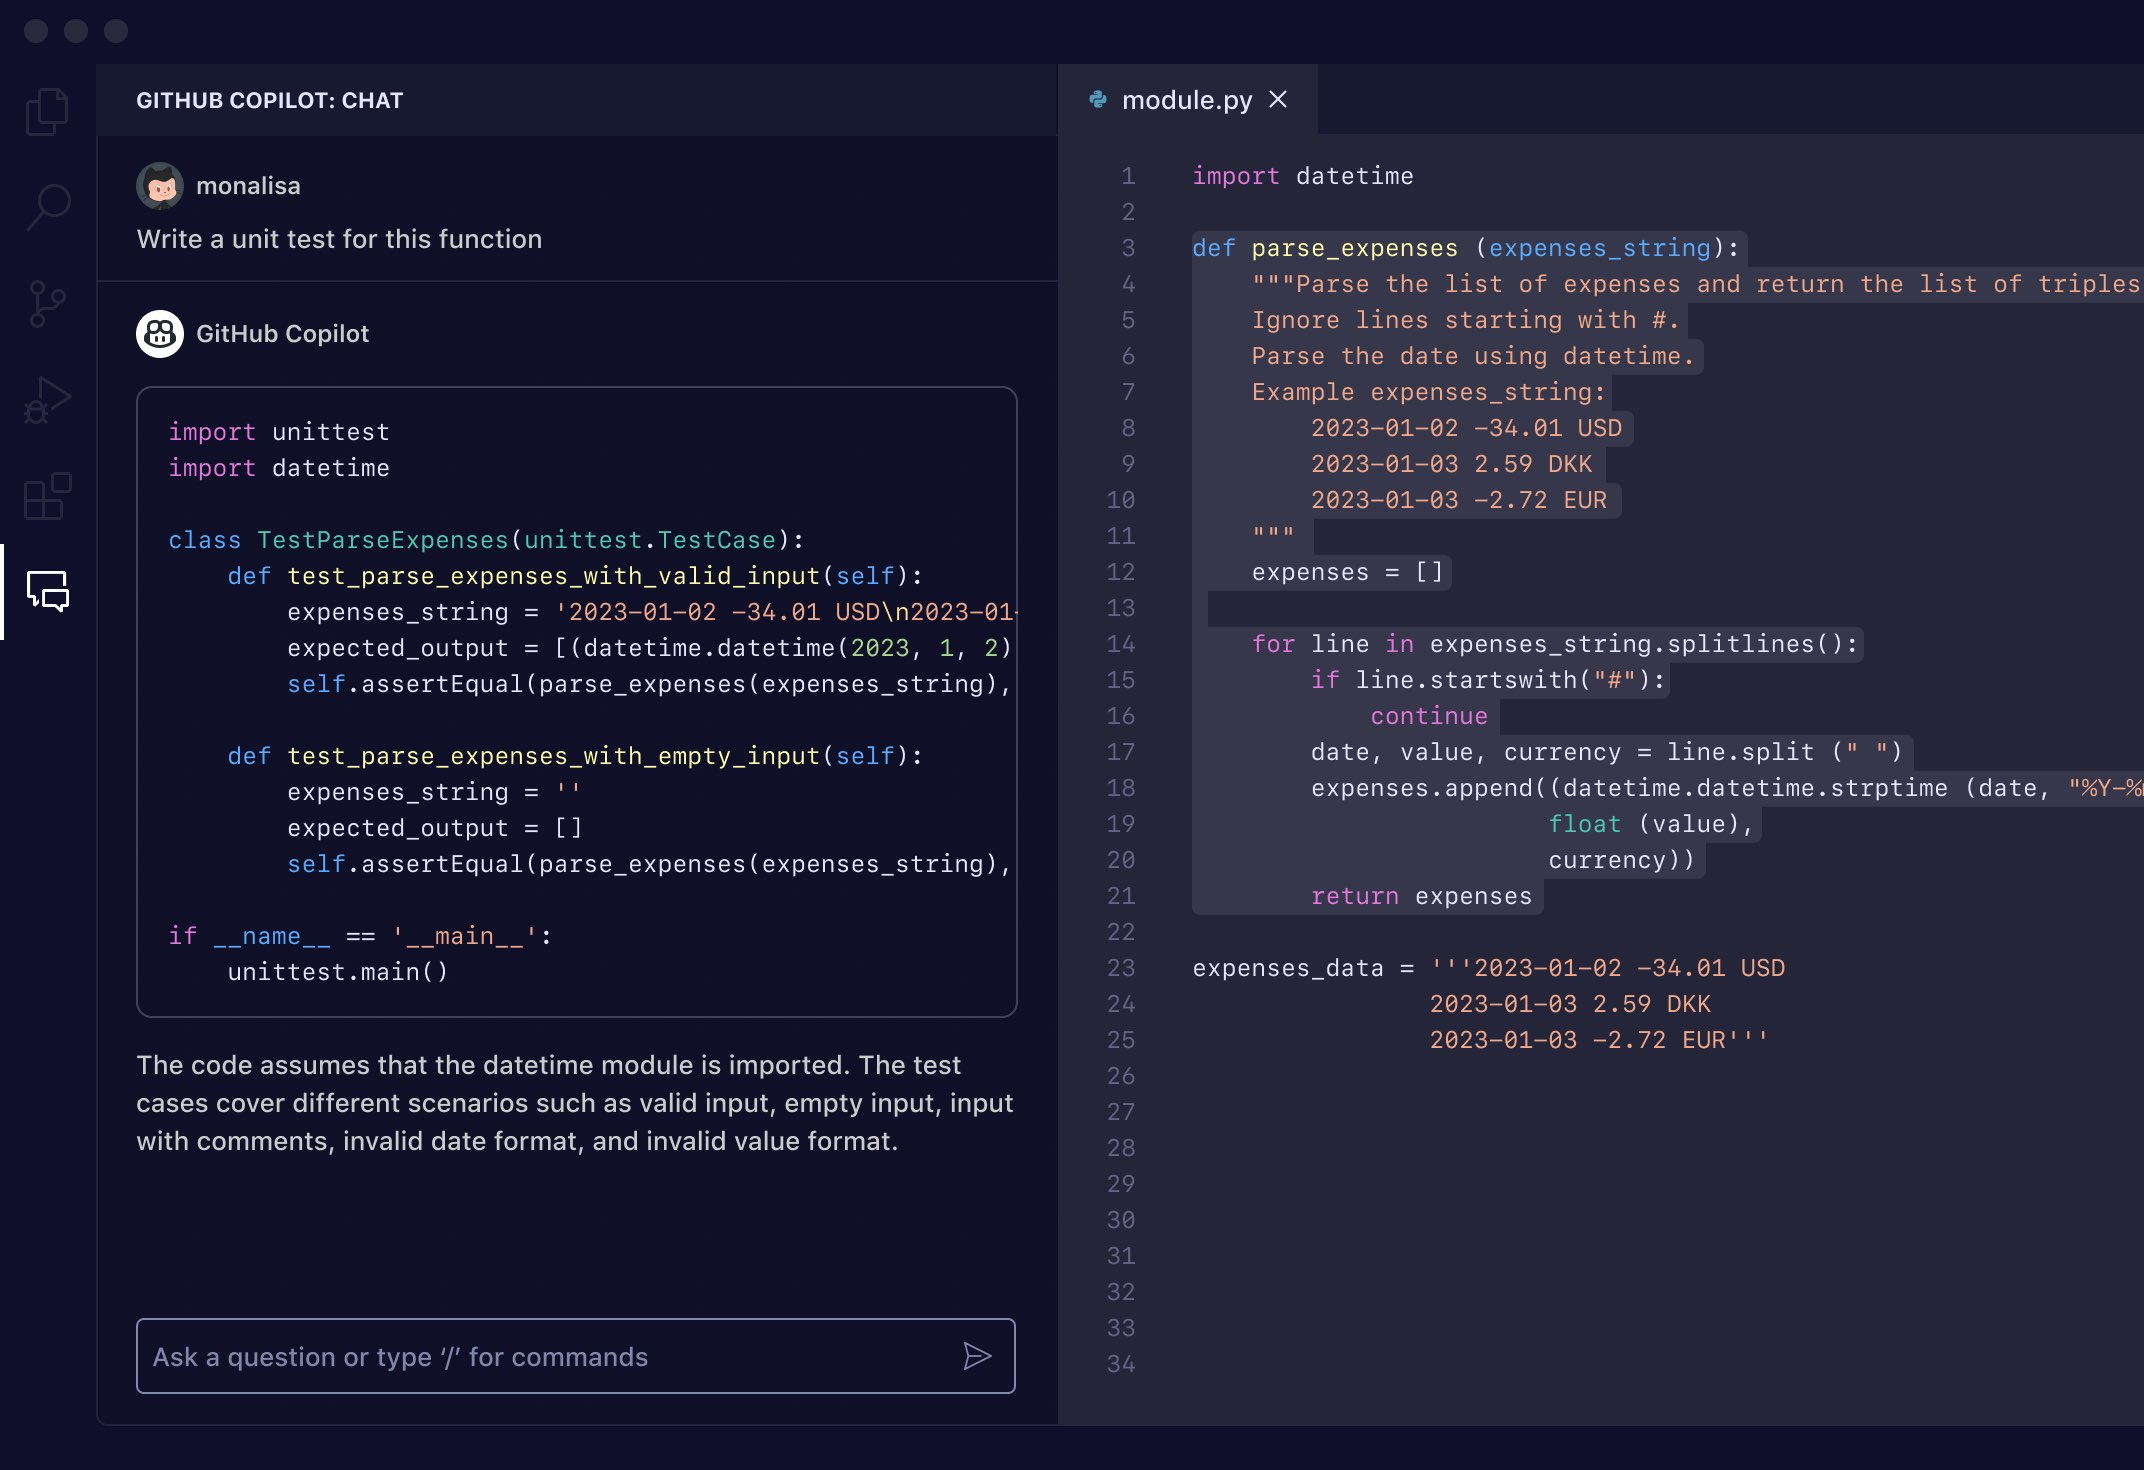 GITHUB COPILOT: CHAT
monalisa
Write a unit test for this function
GitHub Copilot
import unittest
import datetime
class TestParseExpenses(unittest.TestCase):
def test_parse_expenses_with_valid_input(self):
expenses_string = '2023-01-02 -34.01 USD\n2023-01-
expected_output = [(datetime.datetime(2023, 1, 2)
self.assertEqual(parse_expenses(expenses_string),
def test_parse_expenses_with_empty_input(self):
expenses_string = ''
expected_output = []
self.assertEqual(parse_expenses(expenses_string),
if __name__ == '__main__':
unittest.main()
The code assumes that the datetime module is imported. The test
cases cover different scenarios such as valid input, empty input, input
with comments, invalid date format, and invalid value format.
Ask a question or type ‘/’ for commands
module.py
1 import datetime
2
3 def parse_expenses (expenses_string):
4 """Parse the list of expenses and return the list of triples
5 Ignore lines starting with #.
6 Parse the date using datetime.
7 Example expenses_string:
8 2023-01-02 -34.01 USD
9 2023-01-03 2.59 DKK
10 2023-01-03 -2.72 EUR
11 """
12 expenses = []
13
14 for line in expenses_string.splitlines():
15 if line.startswith("#"):
16 continue
17 date, value, currency = line.split (" ")
18 expenses.append((datetime.datetime.strptime (date, "%Y-%
19 float (value),
20 currency))
21 return expenses
22
23 expenses_data = '''2023-01-02 -34.01 USD
24 2023-01-03 2.59 DKK
25 2023-01-03 -2.72 EUR'''
26
27
28
29
30
31
32
33
34